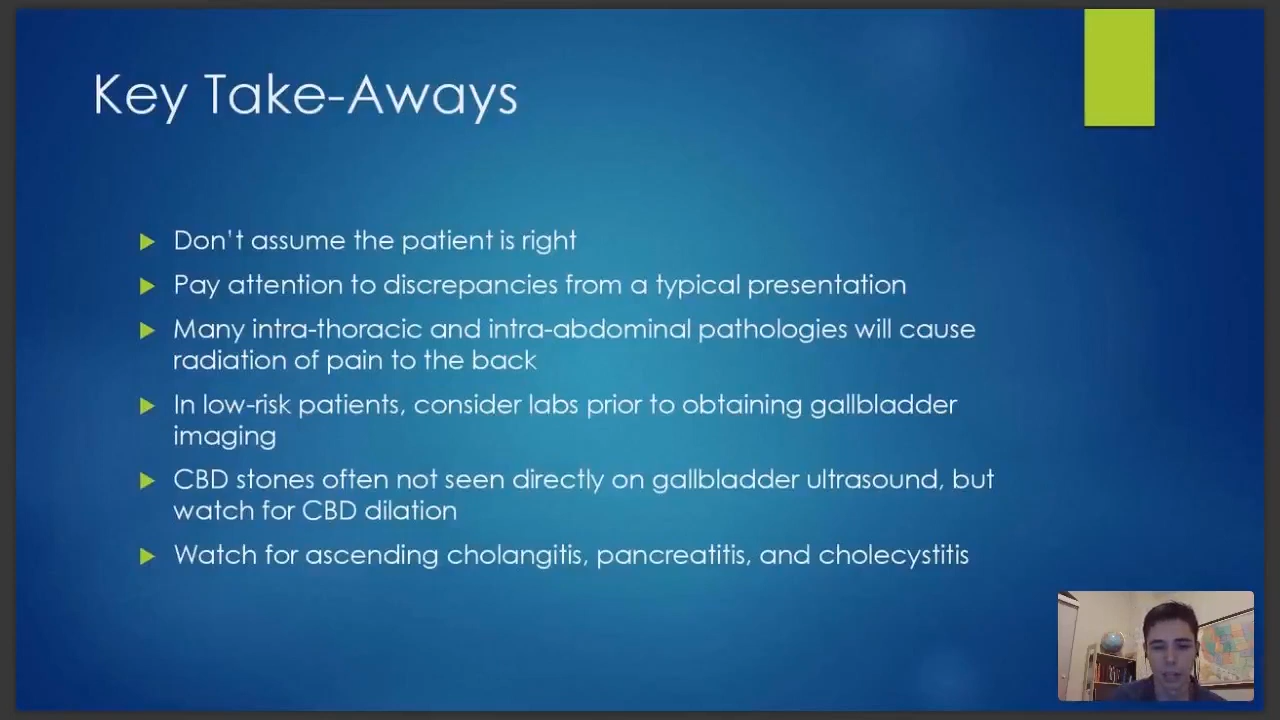 Key Take-Aways
Don't assume the patient is right
Pay attention to discrepancies from a typical presentation
Many intra-thoracic and intra-abdominal pathologies will cause
radiation of pain to the back
In low-risk patients, consider labs prior to obtaining gallbladder
imaging
CBD stones often not seen directly on gallbladder ultrasound, but
watch for CBD dilation
Watch for ascending cholangitis, pancreatitis, and cholecystitis